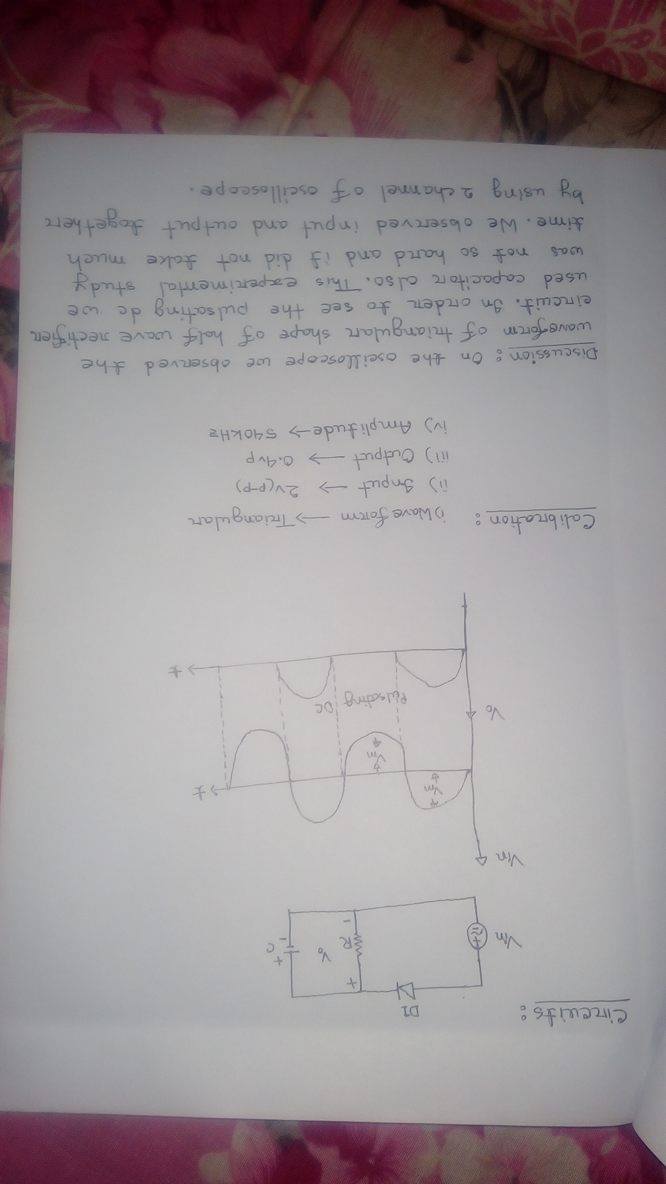 Circuits:
D1
Vin
+
R
-
Vo
+
-
C
Vin
Vm
Vm
t
Vo
Pulsating DC
t
Calibration: i) Wave form → Triangular
ii) Input → 2v(P-P)
iii) Output → 0.4vp
iv) Amplitude → 540kHz
Discussion: On the oscilloscope we observed the
waveform of triangular shape of half wave rectifier
circuit. In order to see the pulsating dc we
used capacitor also. This experimental study
was not so hard and it did not take much
time. We observed input and output together
by using 2 channel of oscilloscope.